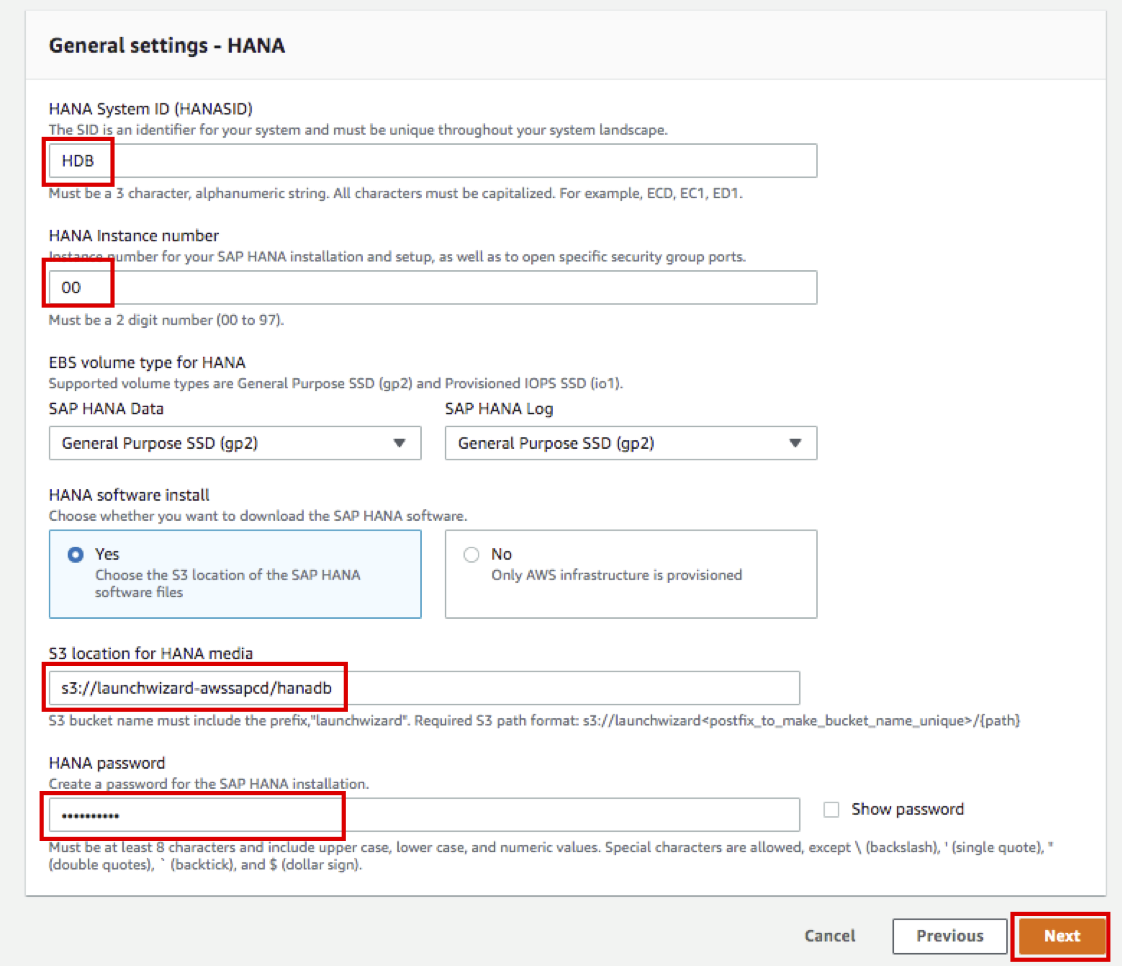 General settings - HANA
HANA System ID (HANASID)
The SID is an identifier for your system and must be unique throughout your system landscape.
HDB
Must be a 3 character, alphanumeric string. All characters must be capitalized. For example, ECD, EC1, ED1.
HANA Instance number
Instance number for your SAP HANA installation and setup, as well as to open specific security group ports.
00
Must be a 2 digit number (00 to 97).
EBS volume type for HANA
Supported volume types are General Purpose SSD (gp2) and Provisioned IOPS SSD (io1).
SAP HANA Data SAP HANA Log
General Purpose SSD (gp2) General Purpose SSD (gp2)
HANA software install
Choose whether you want to download the SAP HANA software.
Yes No
Choose the S3 location of the SAP HANA Only AWS infrastructure is provisioned
software files
S3 location for HANA media
s3://launchwizard-awssapcd/hanadb
S3 bucket name must include the prefix,"launchwizard". Required S3 path format: s3://launchwizard<postfix_to_make_bucket_name_unique>/{path}
HANA password
Create a password for the SAP HANA installation.
•••••••••• Show password
Must be at least 8 characters and include upper case, lower case, and numeric values. Special characters are allowed, except \ (backslash), ' (single quote), "
(double quotes), ` (backtick), and $ (dollar sign).
Cancel Previous Next